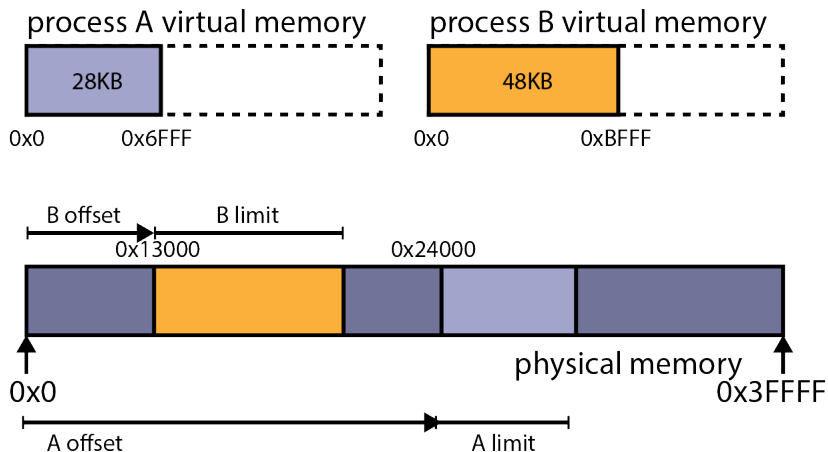 process A virtual memory
process B virtual memory
28KB
48KB
0x0
0x6FFF
0x0
0xBFFF
B offset
B limit
0x13000
0x24000
physical memory
0x0
0x3FFFF
A offset
A limit